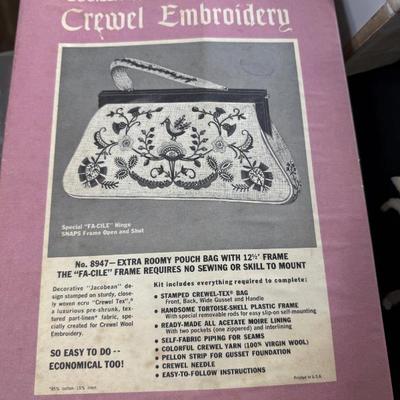 Crewel Embroidery
Special "FA-CILE" Hinge
SNAPS Frame Open and Shut
No. 8947—EXTRA ROOMY POUCH BAG WITH 12½" FRAME
THE "FA-CILE" FRAME REQUIRES NO SEWING OR SKILL TO MOUNT
Decorative "Jacobean" de-
sign stamped on sturdy, close-
ly woven ecru "Crewel Tex",*
a luxurious pre-shrunk, tex-
tured part-linen* fabric, spe-
cially created for Crewel Wool
Embroidery.
SO EASY TO DO --
ECONOMICAL TOO!
*85% cotton - 15% linen
Kit includes everything required to complete:
● STAMPED CREWEL-TEX* BAG
Front, Back, Wide Gusset and Handle
● HANDSOME TORTOISE-SHELL PLASTIC FRAME
With special removable rods for easy slip-on self-mounting
● READY-MADE ALL ACETATE MOIRE LINING
With two pockets (one zippered) and interlining
● SELF-FABRIC PIPING FOR SEAMS
● COLORFUL CREWEL YARN (100% VIRGIN WOOL)
● PELLON STRIP FOR GUSSET FOUNDATION
● CREWEL NEEDLE
● EASY-TO-FOLLOW INSTRUCTIONS
Printed in U.S.A.